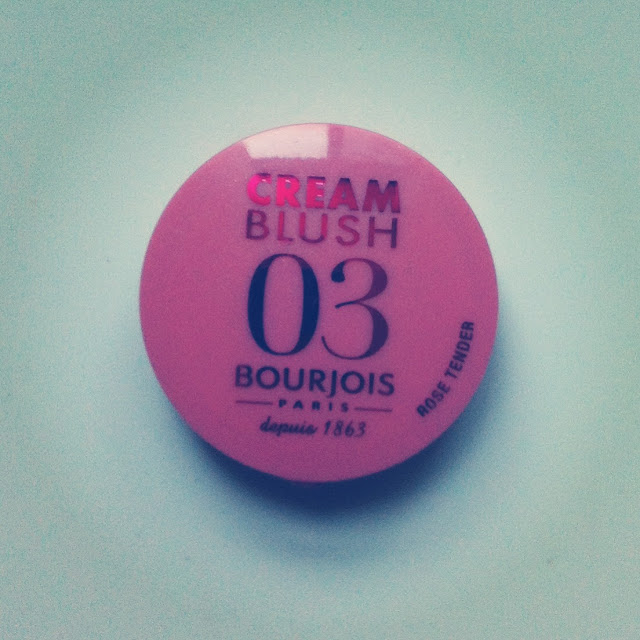 CREAM
BLUSH
03
BOURJOIS
PARIS
depuis 1863
ROSE TENDER